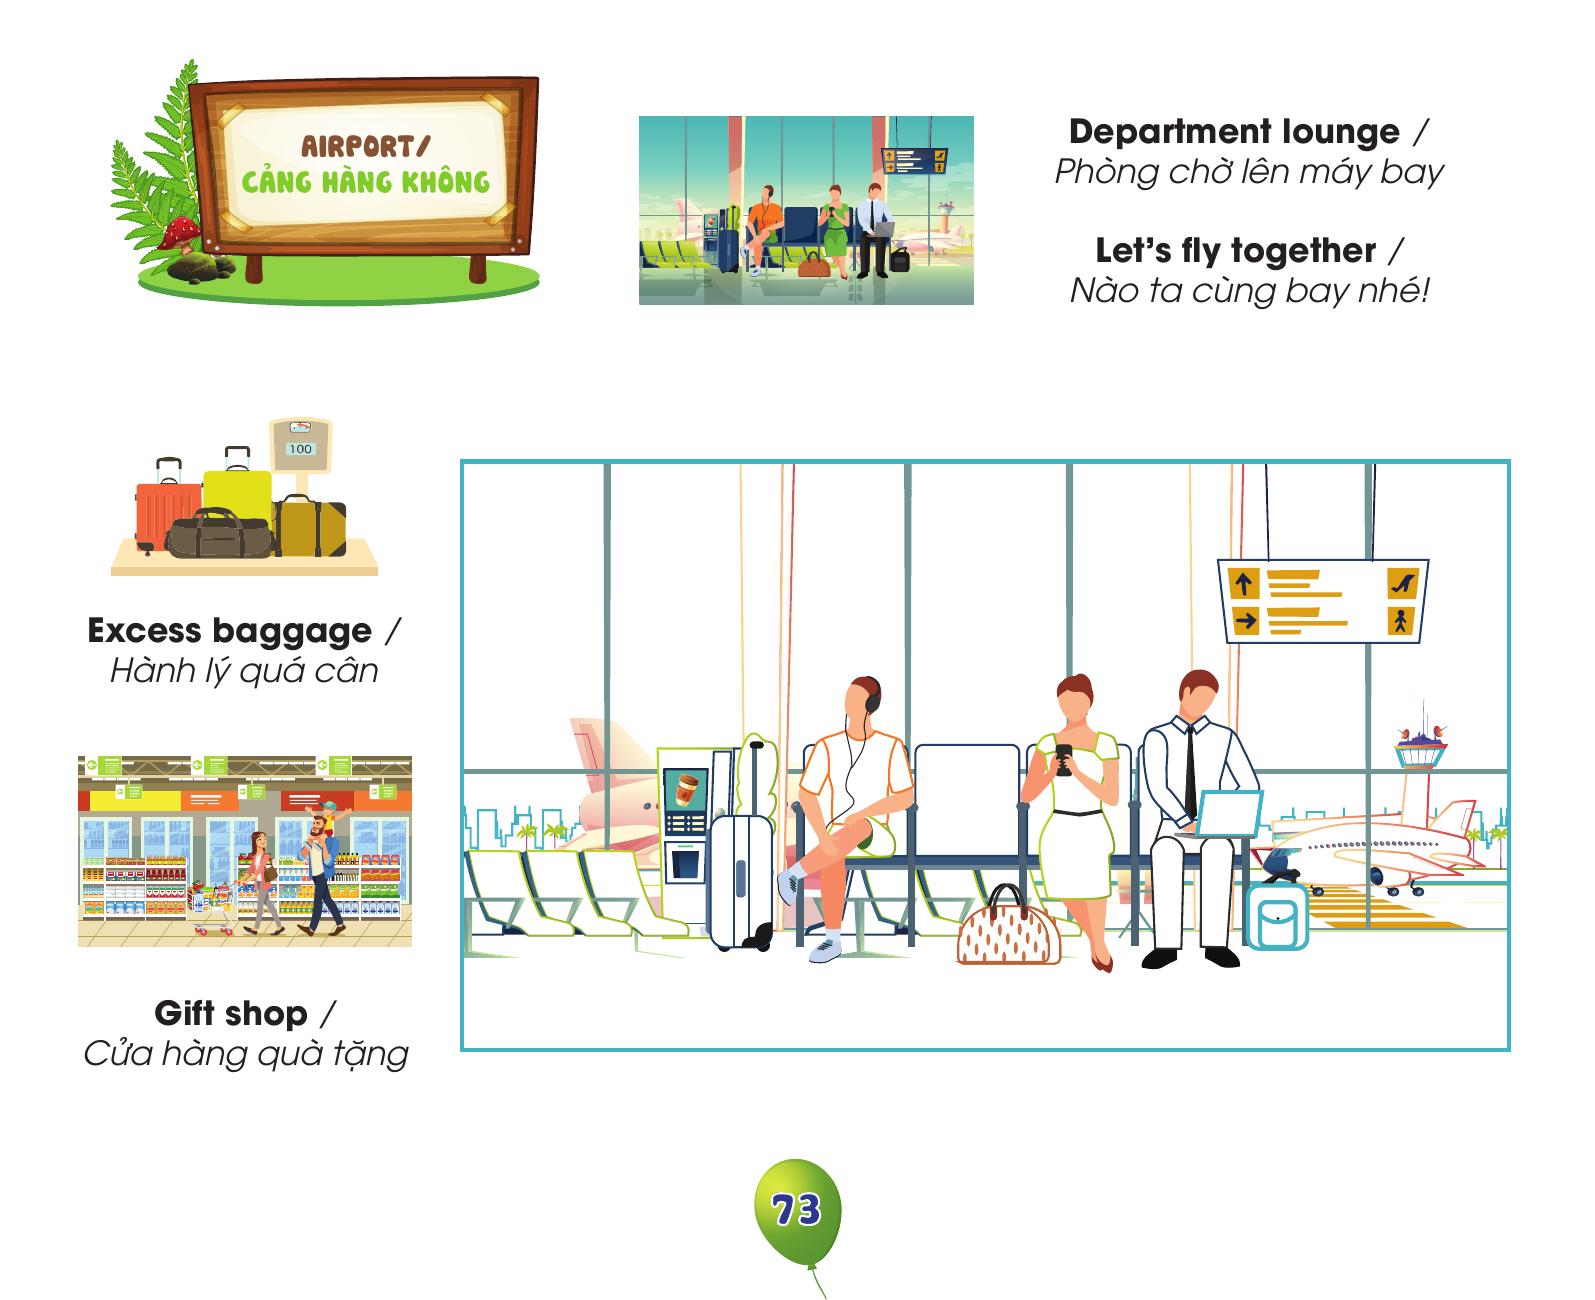 AIRPORT/
CẢNG HÀNG KHÔNG
Department lounge /
Phòng chờ lên máy bay
Let's fly together /
Nào ta cùng bay nhé!
100
Excess baggage /
Hành lý quá cân
Gift shop /
Cửa hàng quà tặng
73